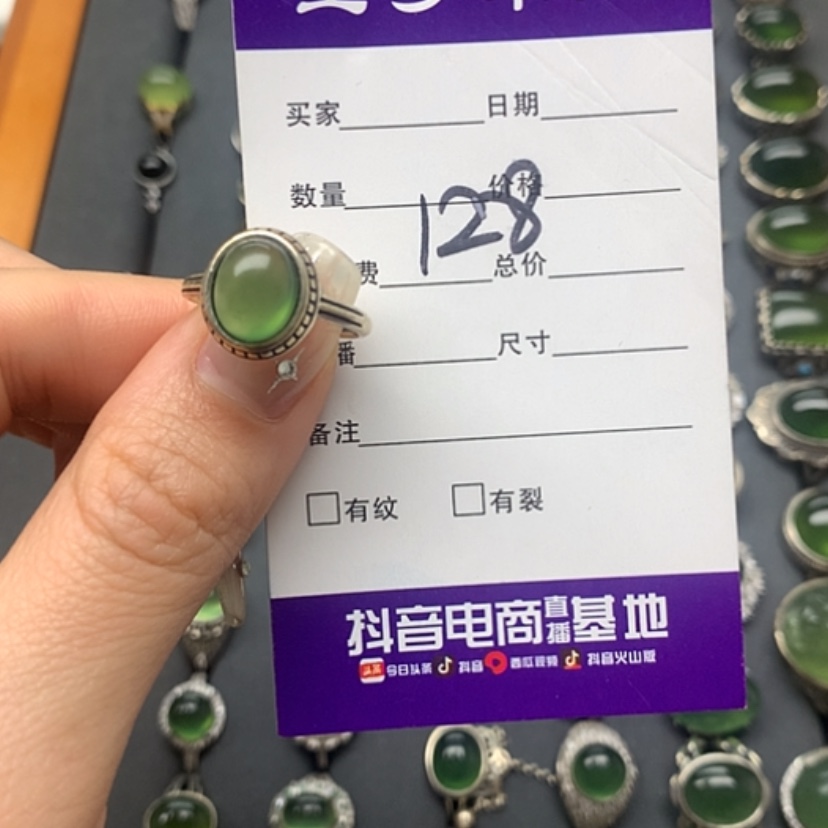 买家 日期
数量 价格
128
费 总价
播 尺寸
备注
□有纹 □有裂
抖音电商直播基地
头条 今日头条 抖音 西瓜视频 抖音火山版